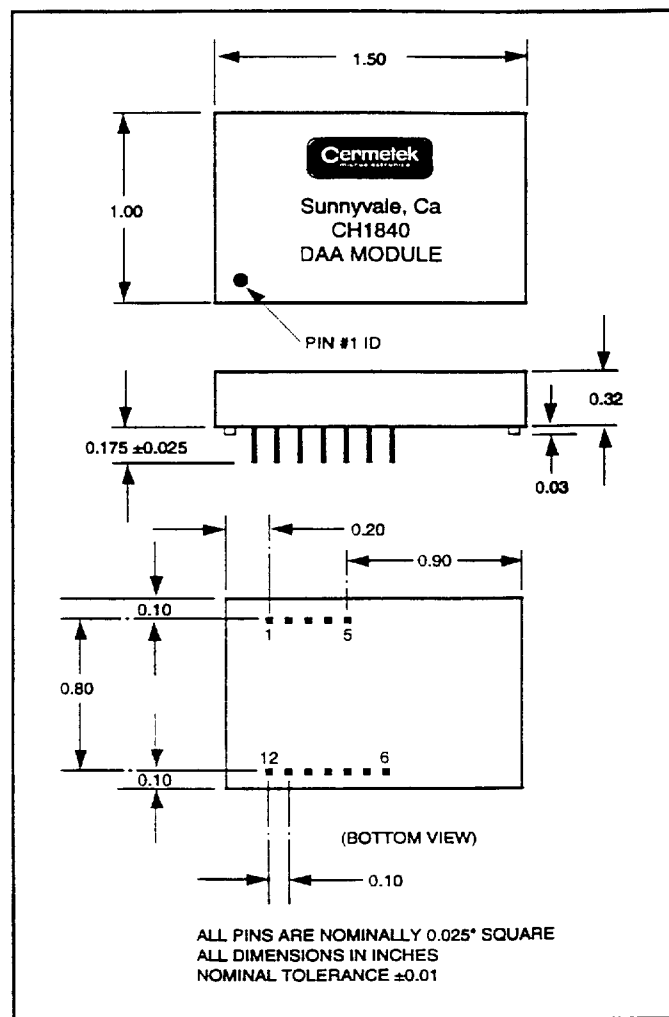 1.50
Cermetek
microelectronics
1.00
Sunnyvale, Ca
CH1840
DAA MODULE
PIN #1 ID
0.32
0.175 ±0.025
0.03
0.20
0.90
0.10
1 5
0.80
12 6
0.10
(BOTTOM VIEW)
0.10
ALL PINS ARE NOMINALLY 0.025" SQUARE
ALL DIMENSIONS IN INCHES
NOMINAL TOLERANCE ±0.01